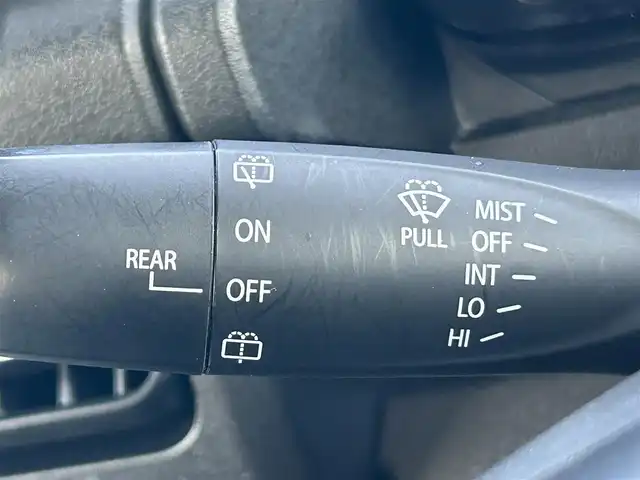 REAR
ON
OFF
PULL
MIST
OFF
INT
LO
HI